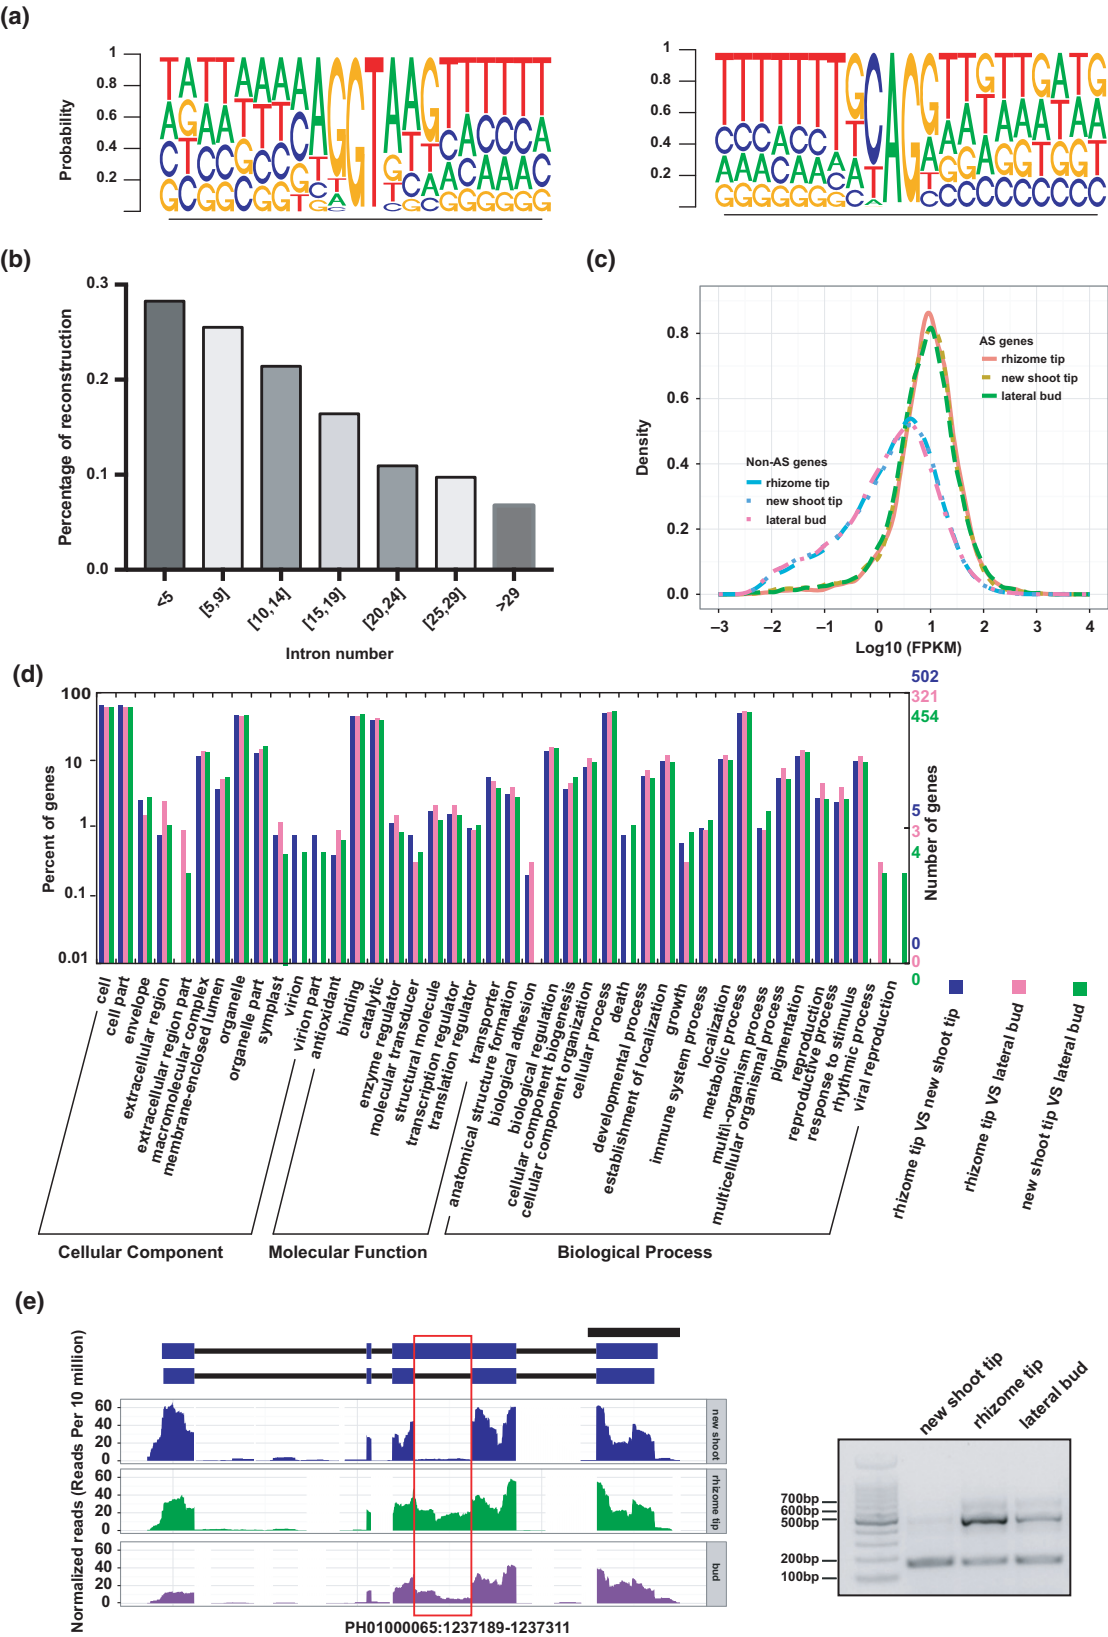 (a)
Probability
1
0.8
0.6
0.4
0.2
1
0.8
0.6
0.4
0.2
(b)
Percentage of reconstruction
0.3
0.2
0.1
0.0
<5
[5,9]
[10,14]
[15,19]
[20,24]
[25,29]
>29
Intron number
(c)
Density
0.8
0.6
0.4
0.2
0.0
AS genes
rhizome tip
new shoot tip
lateral bud
Non-AS genes
rhizome tip
new shoot tip
lateral bud
–3
–2
–1
0
1
2
3
4
Log10 (FPKM)
(d)
Percent of genes
100
10
1
0.1
0.01
502
321
454
5
3
4
0
0
0
Number of genes
cell
cell part
envelope
extracellular region
extracellular region part
macromolecular complex
membrane-enclosed lumen
organelle
organelle part
symplast
virion
virion part
antioxidant
binding
catalytic
enzyme regulator
molecular transducer
structural molecule
transcription regulator
translation regulator
transporter
anatomical structure formation
biological adhesion
biological regulation
cellular component biogenesis
cellular component organization
cellular process
death
developmental process
establishment of localization
growth
immune system process
localization
metabolic process
multi\-organism process
multicellular organismal process
pigmentation
reproduction
reproductive process
response to stimulus
rhythmic process
viral reproduction
Cellular Component
Molecular Function
Biological Process
rhizome tip VS new shoot tip
rhizome tip VS lateral bud
new shoot tip VS lateral bud
(e)
Normalized reads (Reads Per 10 million)
60
40
20
0
new shoot
60
40
20
0
rhizome tip
60
40
20
0
bud
PH01000065:1237189-1237311
new shoot tip
rhizome tip
lateral bud
700bp
600bp
500bp
200bp
100bp